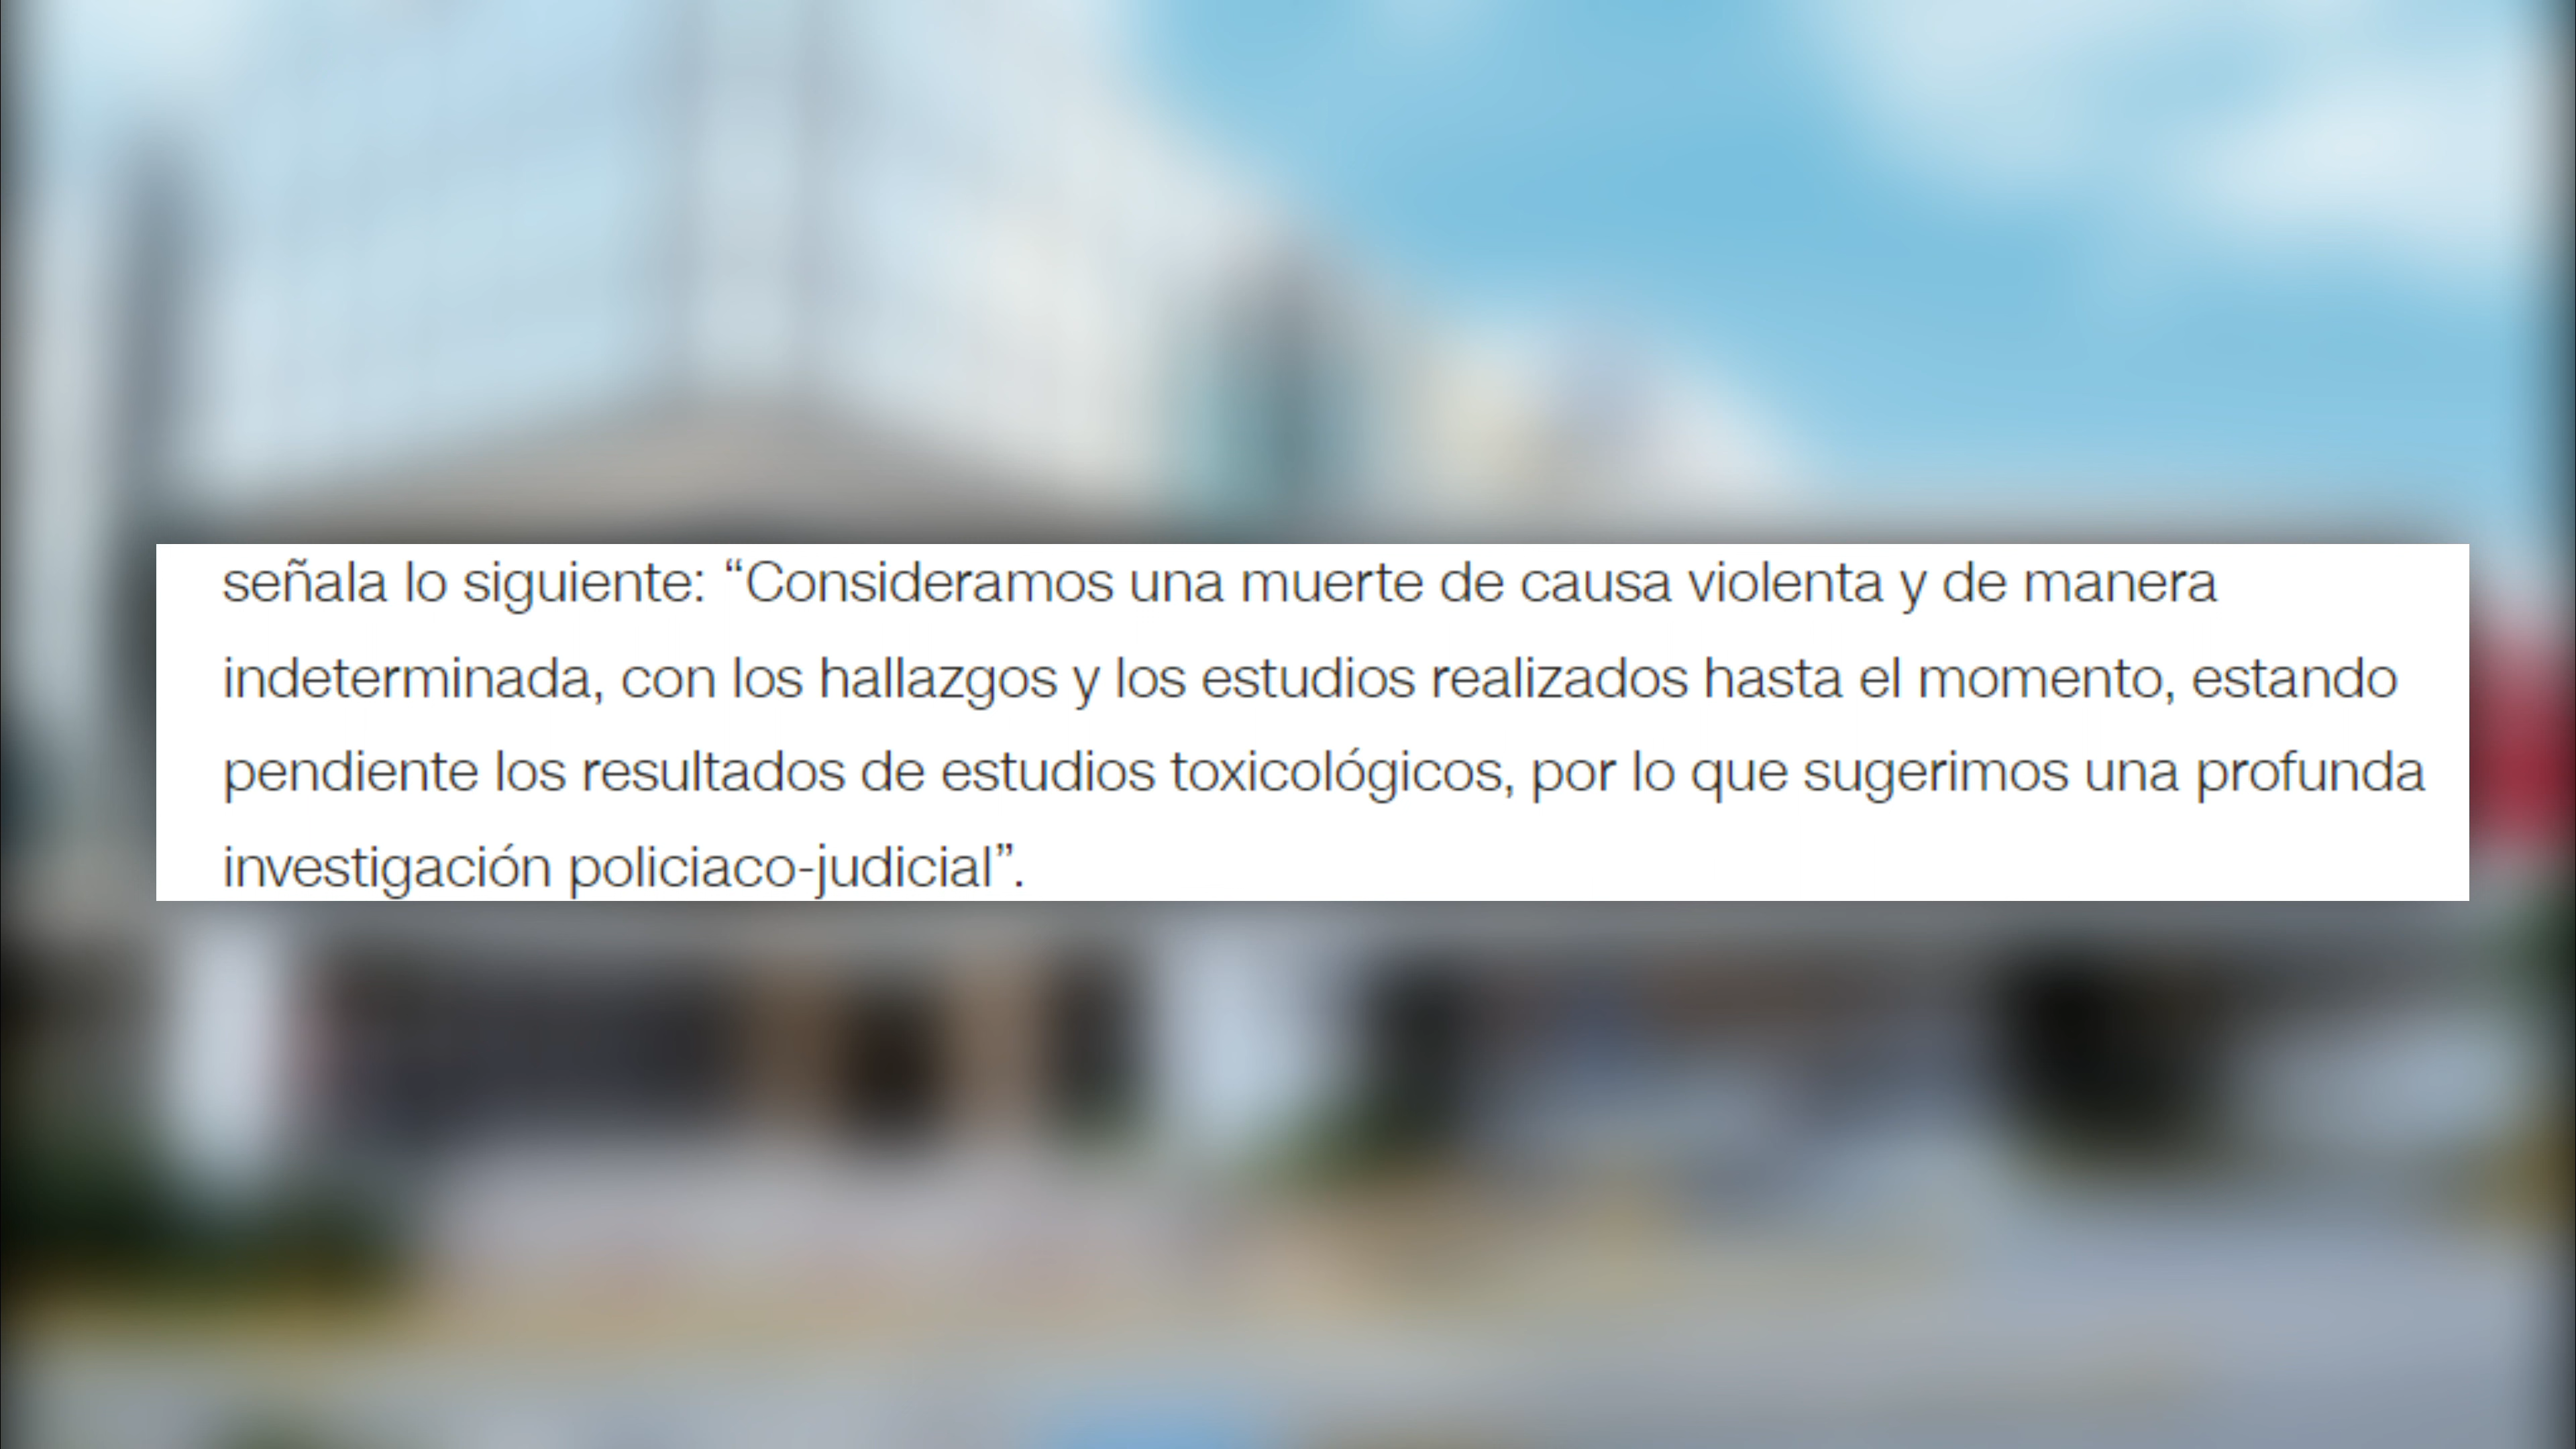 señala lo siguiente: “Consideramos una muerte de causa violenta y de manera
indeterminada, con los hallazgos y los estudios realizados hasta el momento, estando
pendiente los resultados de estudios toxicológicos, por lo que sugerimos una profunda
investigación policiaco-judicial”.